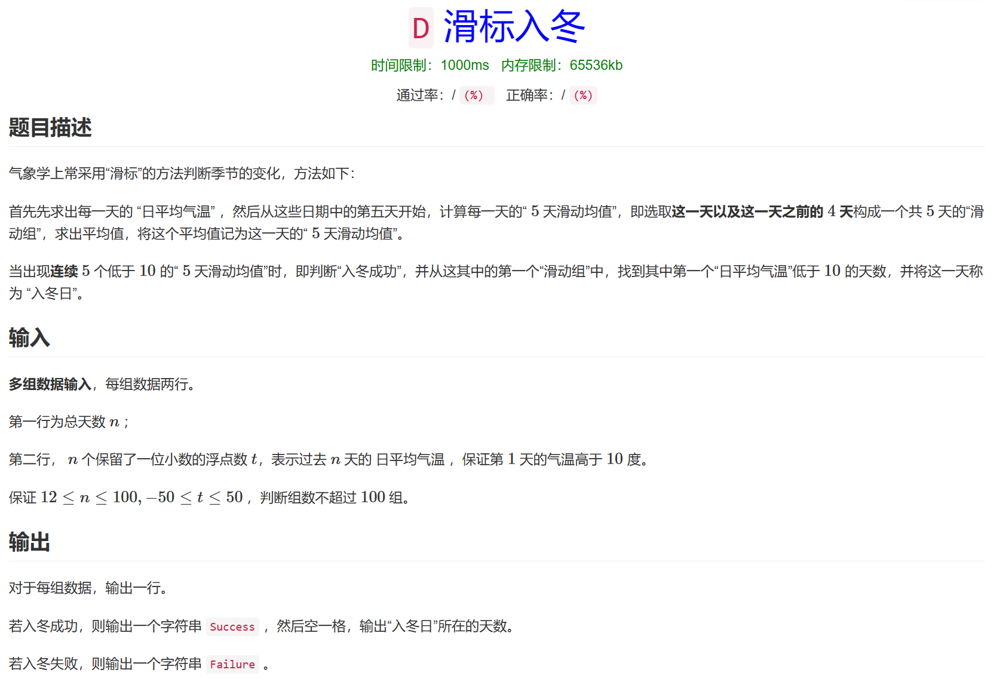 D 滑标入冬
时间限制：1000ms 内存限制：65536kb
通过率：/ (%) 正确率：/ (%)
题目描述
气象学上常采用“滑标”的方法判断季节的变化，方法如下：
首先先求出每一天的 “日平均气温” ，然后从这些日期中的第五天开始，计算每一天的“ 5 天滑动均值”，即选取这一天以及这一天之前的 4 天构成一个共 5 天的“滑
动组”，求出平均值，将这个平均值记为这一天的“ 5 天滑动均值”。
当出现连续 5 个低于 10 的“ 5 天滑动均值”时，即判断“入冬成功”，并从这其中的第一个“滑动组”中，找到其中第一个“日平均气温”低于 10 的天数，并将这一天称
为 “入冬日”。
输入
多组数据输入，每组数据两行。
第一行为总天数 n ；
第二行， n 个保留了一位小数的浮点数 t，表示过去 n 天的 日平均气温 ，保证第 1 天的气温高于 10 度。
保证 12 ≤ n ≤ 100, −50 ≤ t ≤ 50 ，判断组数不超过 100 组。
输出
对于每组数据，输出一行。
若入冬成功，则输出一个字符串 Success ，然后空一格，输出“入冬日”所在的天数。
若入冬失败，则输出一个字符串 Failure 。